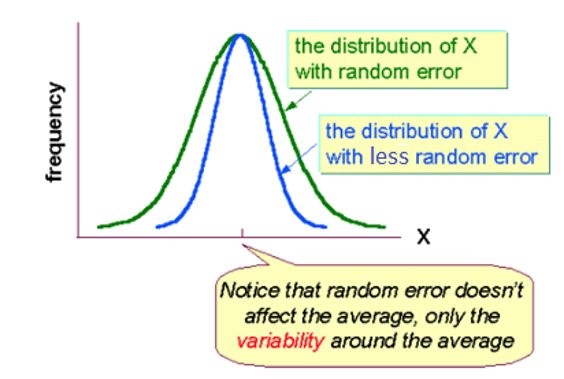 the distribution of X
with random error
frequency
the distribution of X
with less random error
X
Notice that random error doesn't
affect the average, only the
variability around the average